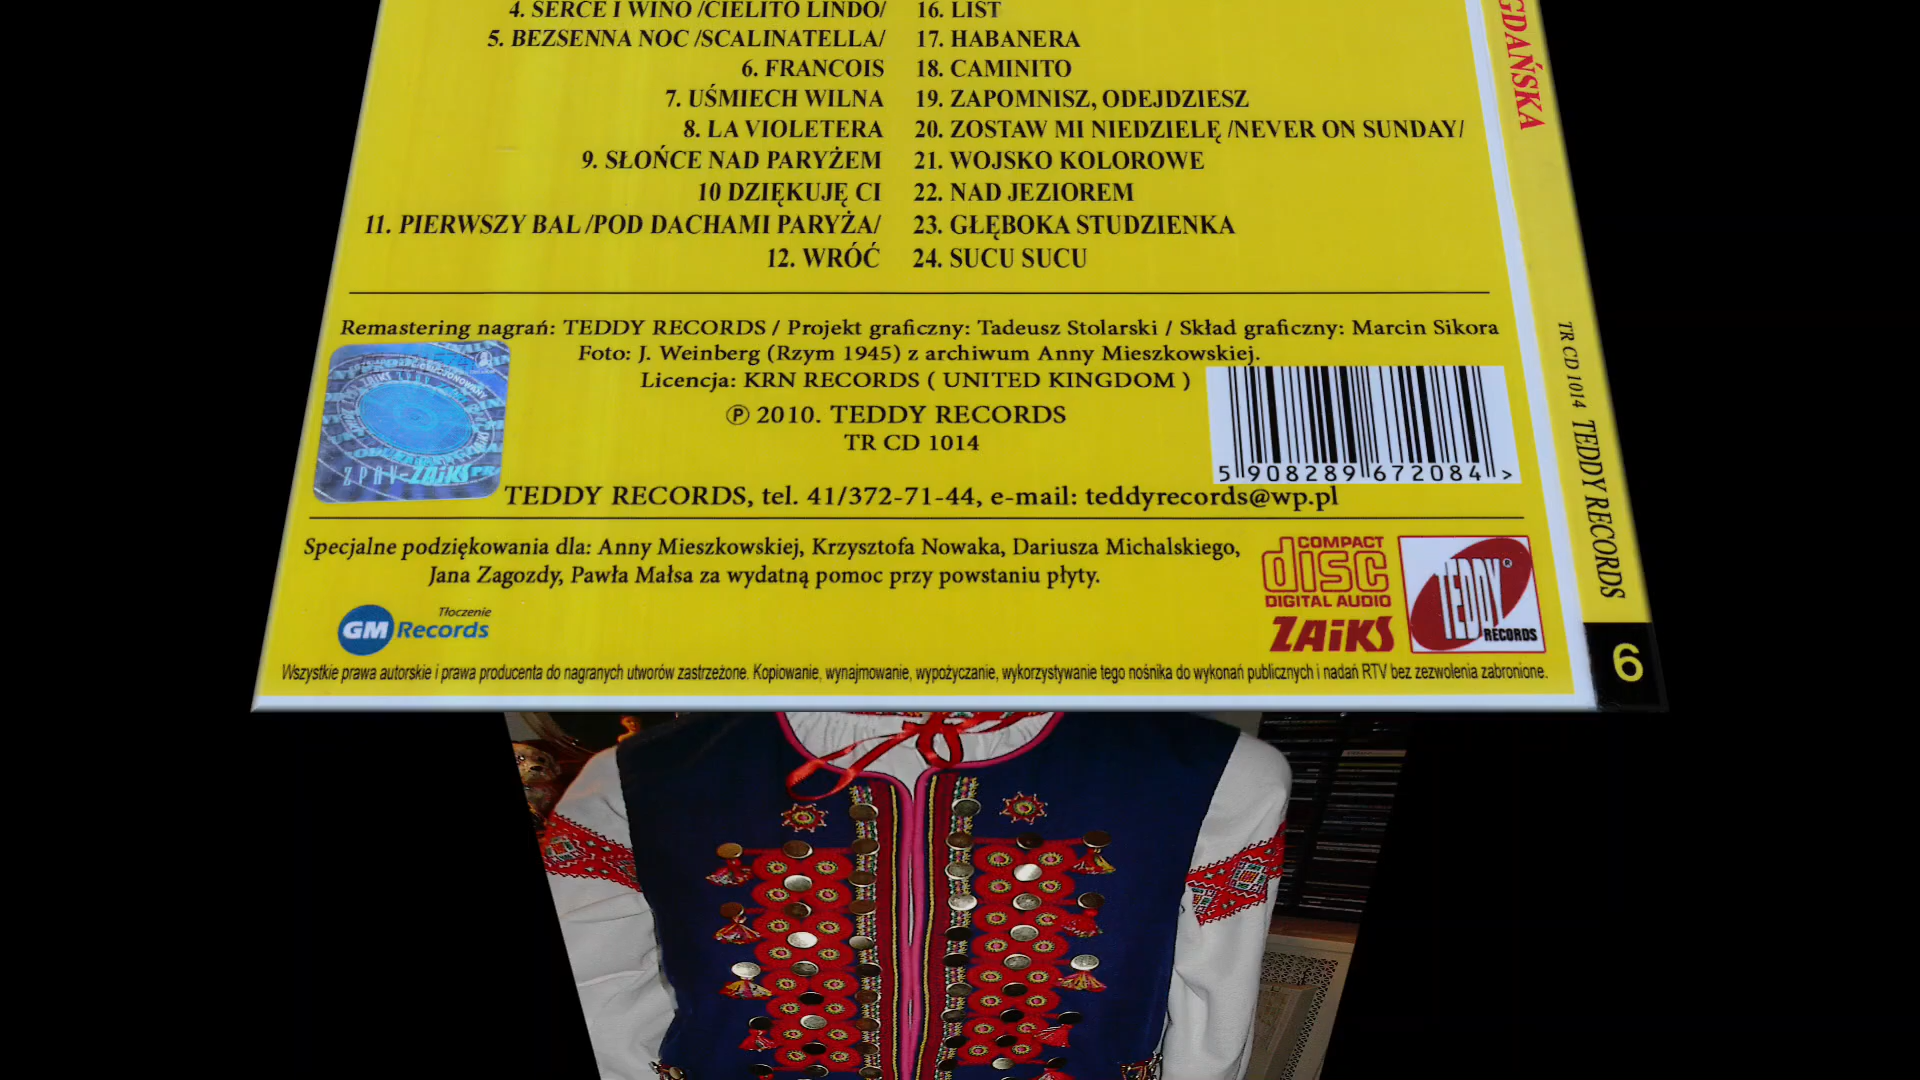 4. SERCE I WINO /CIELITO LINDO/
5. BEZSENNA NOC /SCALINATELLA/
6. FRANCOIS
7. UŚMIECH WILNA
8. LA VIOLETERA
9. SŁOŃCE NAD PARYŻEM
10 DZIĘKUJĘ CI
11. PIERWSZY BAL /POD DACHAMI PARYŻA/
12. WRÓĆ
16. LIST
17. HABANERA
18. CAMINITO
19. ZAPOMNISZ, ODEJDZIESZ
20. ZOSTAW MI NIEDZIELĘ /NEVER ON SUNDAY/
21. WOJSKO KOLOROWE
22. NAD JEZIOREM
23. GŁĘBOKA STUDZIENKA
24. SUCU SUCU
Remastering nagrań: TEDDY RECORDS / Projekt graficzny: Tadeusz Stolarski / Skład graficzny: Marcin Sikora
Foto: J. Weinberg (Rzym 1945) z archiwum Anny Mieszkowskiej.
Licencja: KRN RECORDS ( UNITED KINGDOM )
Ⓟ 2010. TEDDY RECORDS
TR CD 1014
5 908289 672084 >
ZPAV-ZAiKS
TEDDY RECORDS, tel. 41/372-71-44, e-mail: teddyrecords@wp.pl
Specjalne podziękowania dla: Anny Mieszkowskiej, Krzysztofa Nowaka, Dariusza Michalskiego,
Jana Zagozdy, Pawła Małsa za wydatną pomoc przy powstaniu płyty.
COMPACT
disc
DIGITAL AUDIO
ZAiKS
TEDDY®
RECORDS
Tłoczenie
GM Records
Wszystkie prawa autorskie i prawa producenta do nagranych utworów zastrzeżone. Kopiowanie, wynajmowanie, wypożyczanie, wykorzystywanie tego nośnika do wykonań publicznych i nadań RTV bez zezwolenia zabronione.
GDAŃSKA
TR CD 1014 TEDDY RECORDS
6